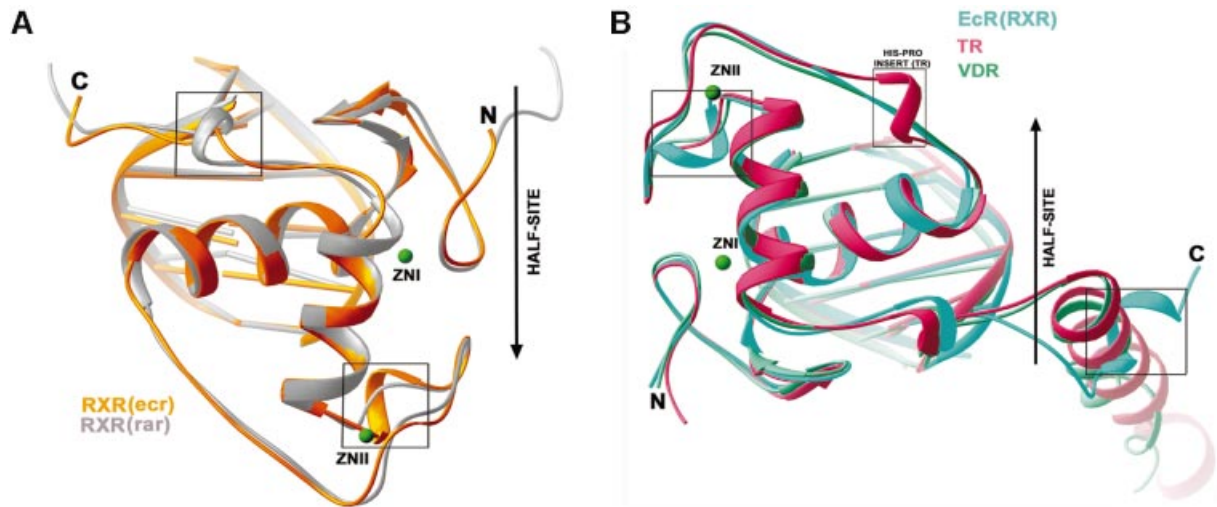 A
C
N
HALF-SITE
ZNI
RXR(ecr)
RXR(rar)
ZNII
B
EcR(RXR)
TR
VDR
HIS-PRO
INSERT (TR)
ZNII
ZNI
HALF-SITE
C
N